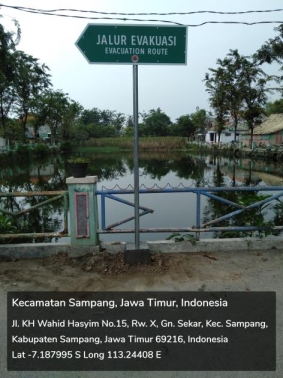 JALUR EVAKUASI
EVACUATION ROUTE
Kecamatan Sampang, Jawa Timur, Indonesia
Jl. KH Wahid Hasyim No.15, Rw. X, Gn. Sekar, Kec. Sampang,
Kabupaten Sampang, Jawa Timur 69216, Indonesia
Lat -7.187995 S Long 113.24408 E